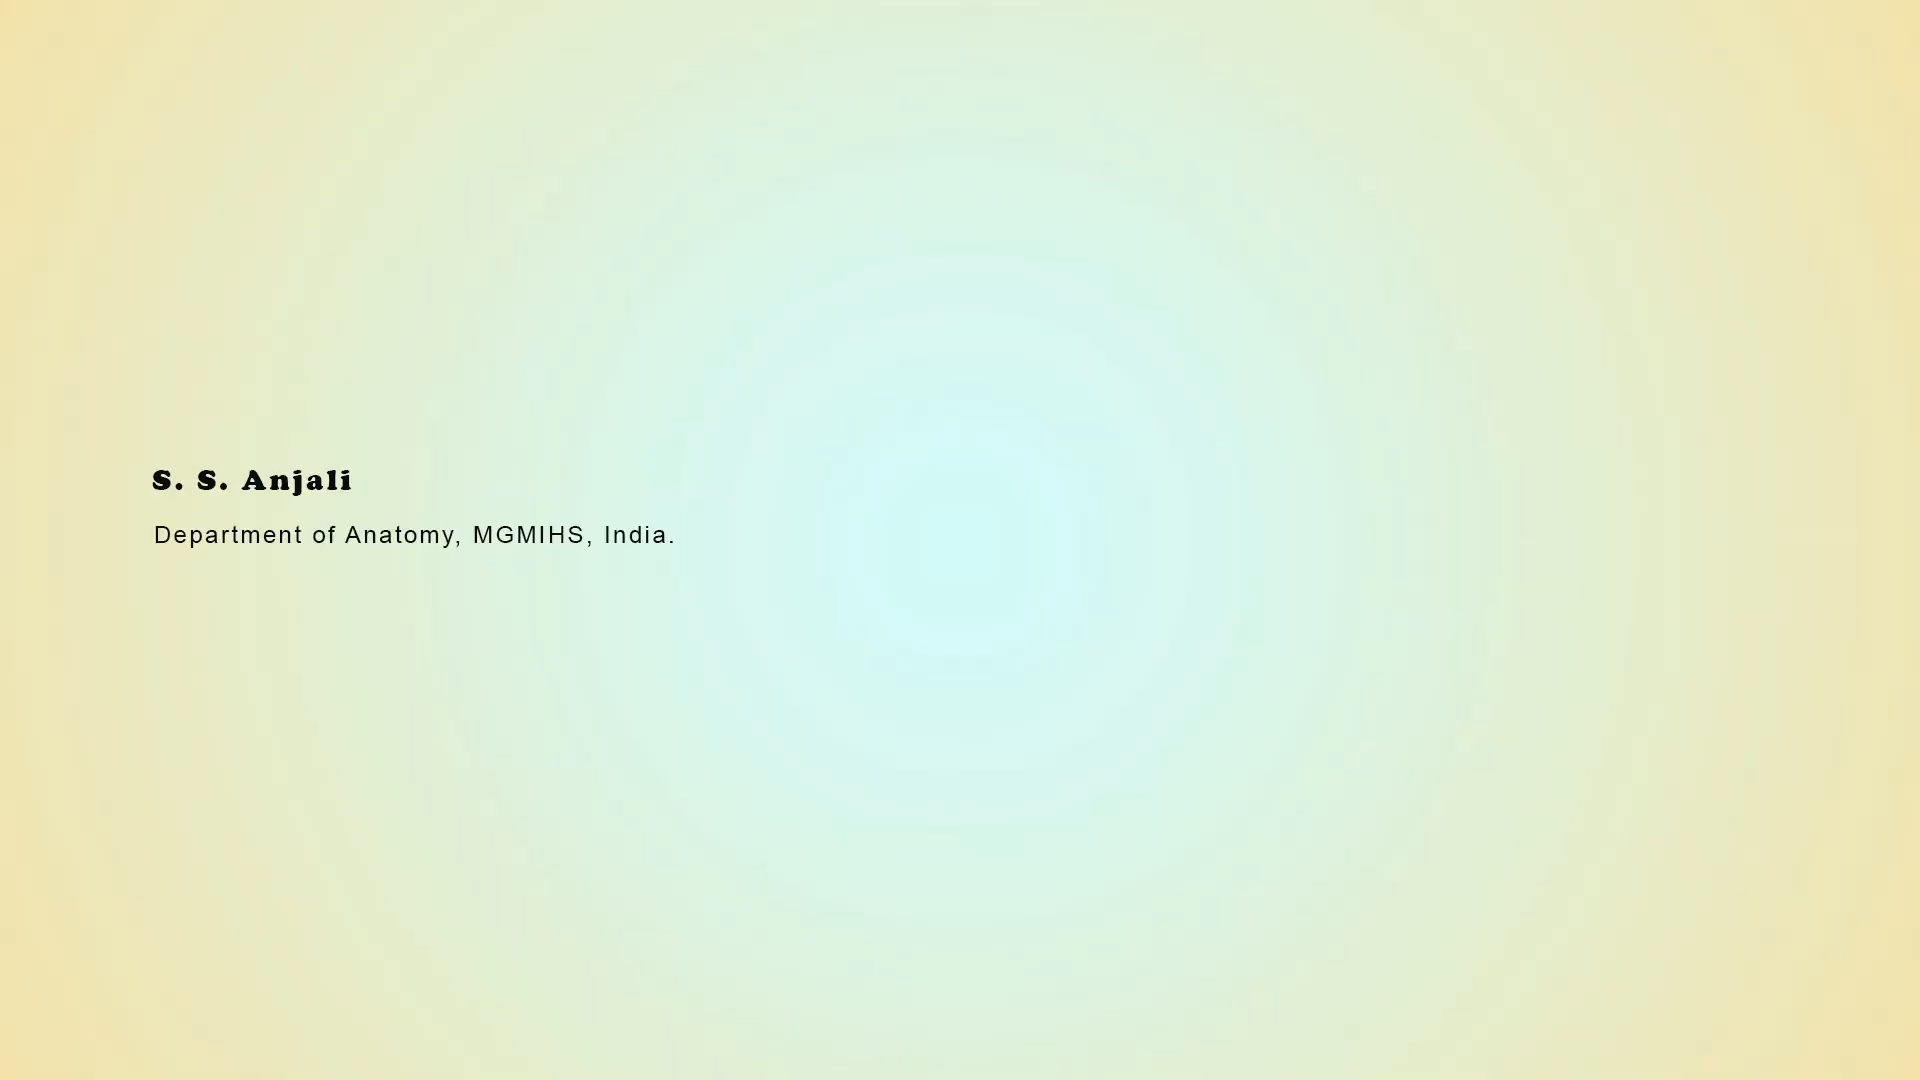 S. S. Anjali
Department of Anatomy, MGMIHS, India.